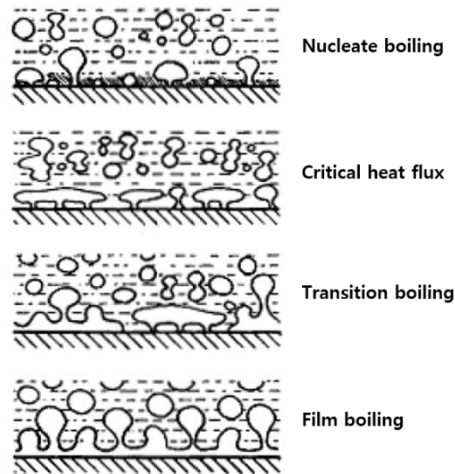 Nucleate boiling
Critical heat flux
Transition boiling
Film boiling